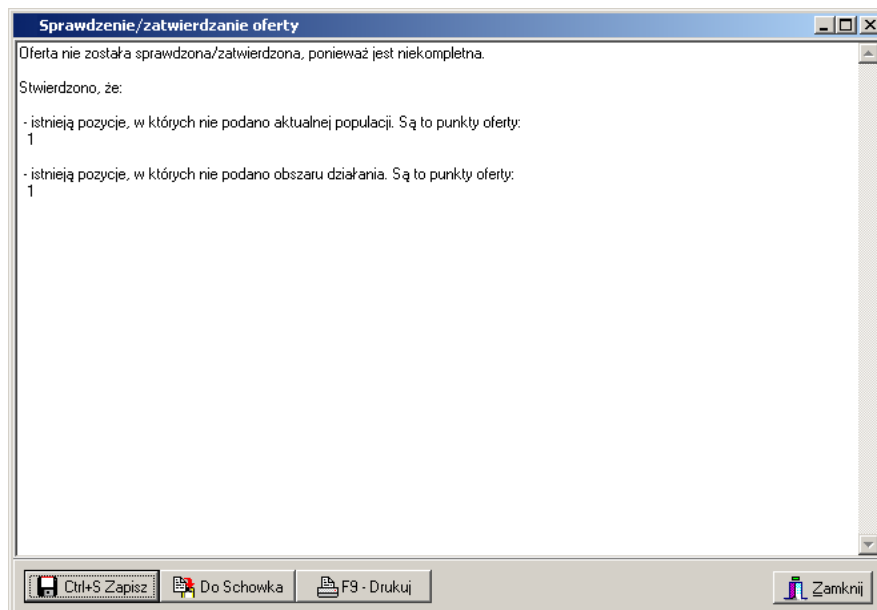 Sprawdzenie/zatwierdzanie oferty
Oferta nie została sprawdzona/zatwierdzona, ponieważ jest niekompletna.
Stwierdzono, że:
- istnieją pozycje, w których nie podano aktualnej populacji. Są to punkty oferty:
1
- istnieją pozycje, w których nie podano obszaru działania. Są to punkty oferty:
1
Ctrl+S Zapisz Do Schowka F9 - Drukuj Zamknij